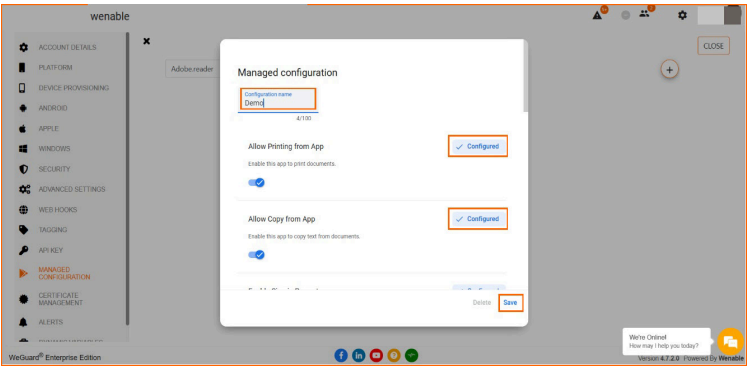 wenable
ACCOUNT DETAILS
PLATFORM
DEVICE PROVISIONING
ANDROID
APPLE
WINDOWS
SECURITY
ADVANCED SETTINGS
WEB HOOKS
TAGGING
API KEY
MANAGED
CONFIGURATION
CERTIFICATE
MANAGEMENT
ALERTS
WeGuard® Enterprise Edition
Adobe.reader
CLOSE
Managed configuration
Configuration name
Demo
4/100
Allow Printing from App
Configured
Enable this app to print documents.
Allow Copy from App
Configured
Enable this app to copy text from documents.
Delete
Save
We're Online!
How may I help you today?
Version 4.7.2.0 Powered By Wenable